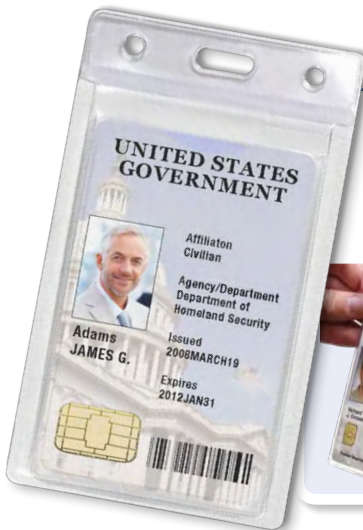 UNITED STATES
GOVERNMENT
Affiliaton
Civilian
Agency/Department
Department of
Homeland Security
Adams
JAMES G.
Issued
2008MARCH19
Expires
2012JAN31